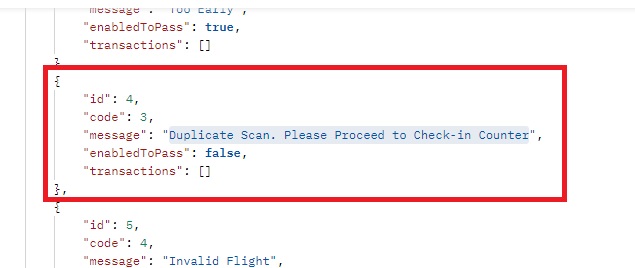 "message": "Too Early",
"enabledToPass": true,
"transactions": []
}
{
"id": 4,
"code": 3,
"message": "Duplicate Scan. Please Proceed to Check-in Counter",
"enabledToPass": false,
"transactions": []
},
{
"id": 5,
"code": 4,
"message": "Invalid Flight",